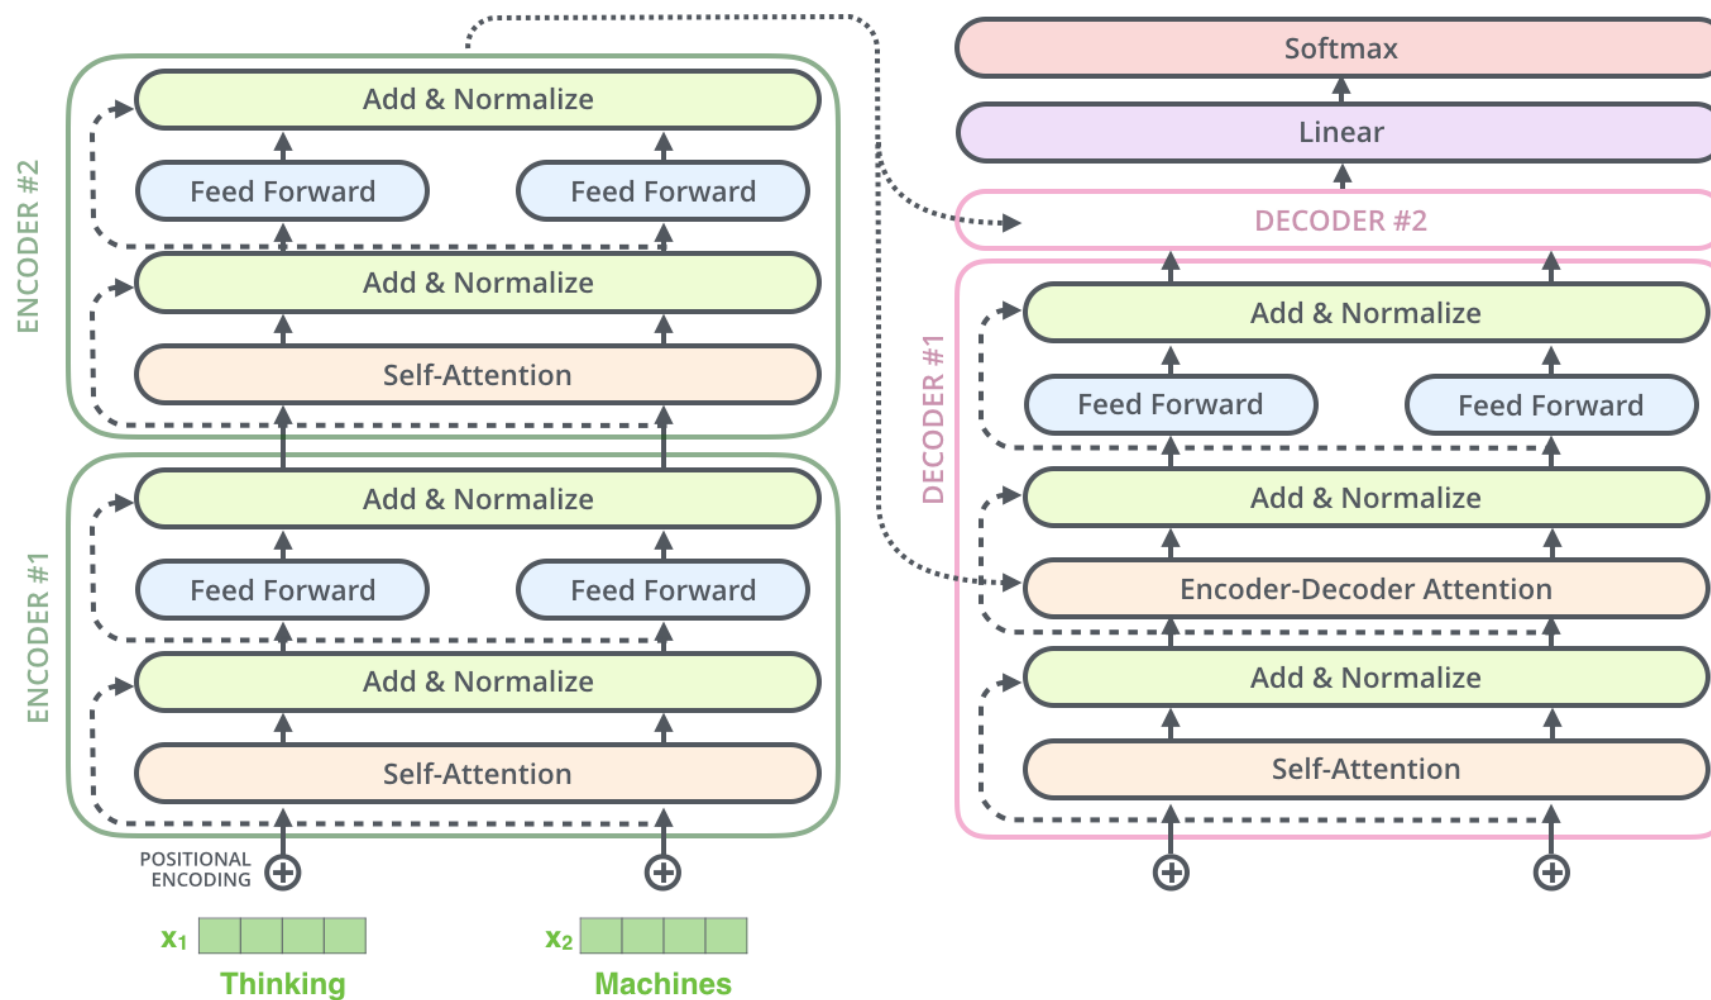 ENCODER #2
Add & Normalize
Feed Forward
Feed Forward
Add & Normalize
Self-Attention
ENCODER #1
Add & Normalize
Feed Forward
Feed Forward
Add & Normalize
Self-Attention
POSITIONAL
ENCODING
x₁
x₂
Thinking
Machines
Softmax
Linear
DECODER #2
DECODER #1
Add & Normalize
Feed Forward
Feed Forward
Add & Normalize
Encoder-Decoder Attention
Add & Normalize
Self-Attention